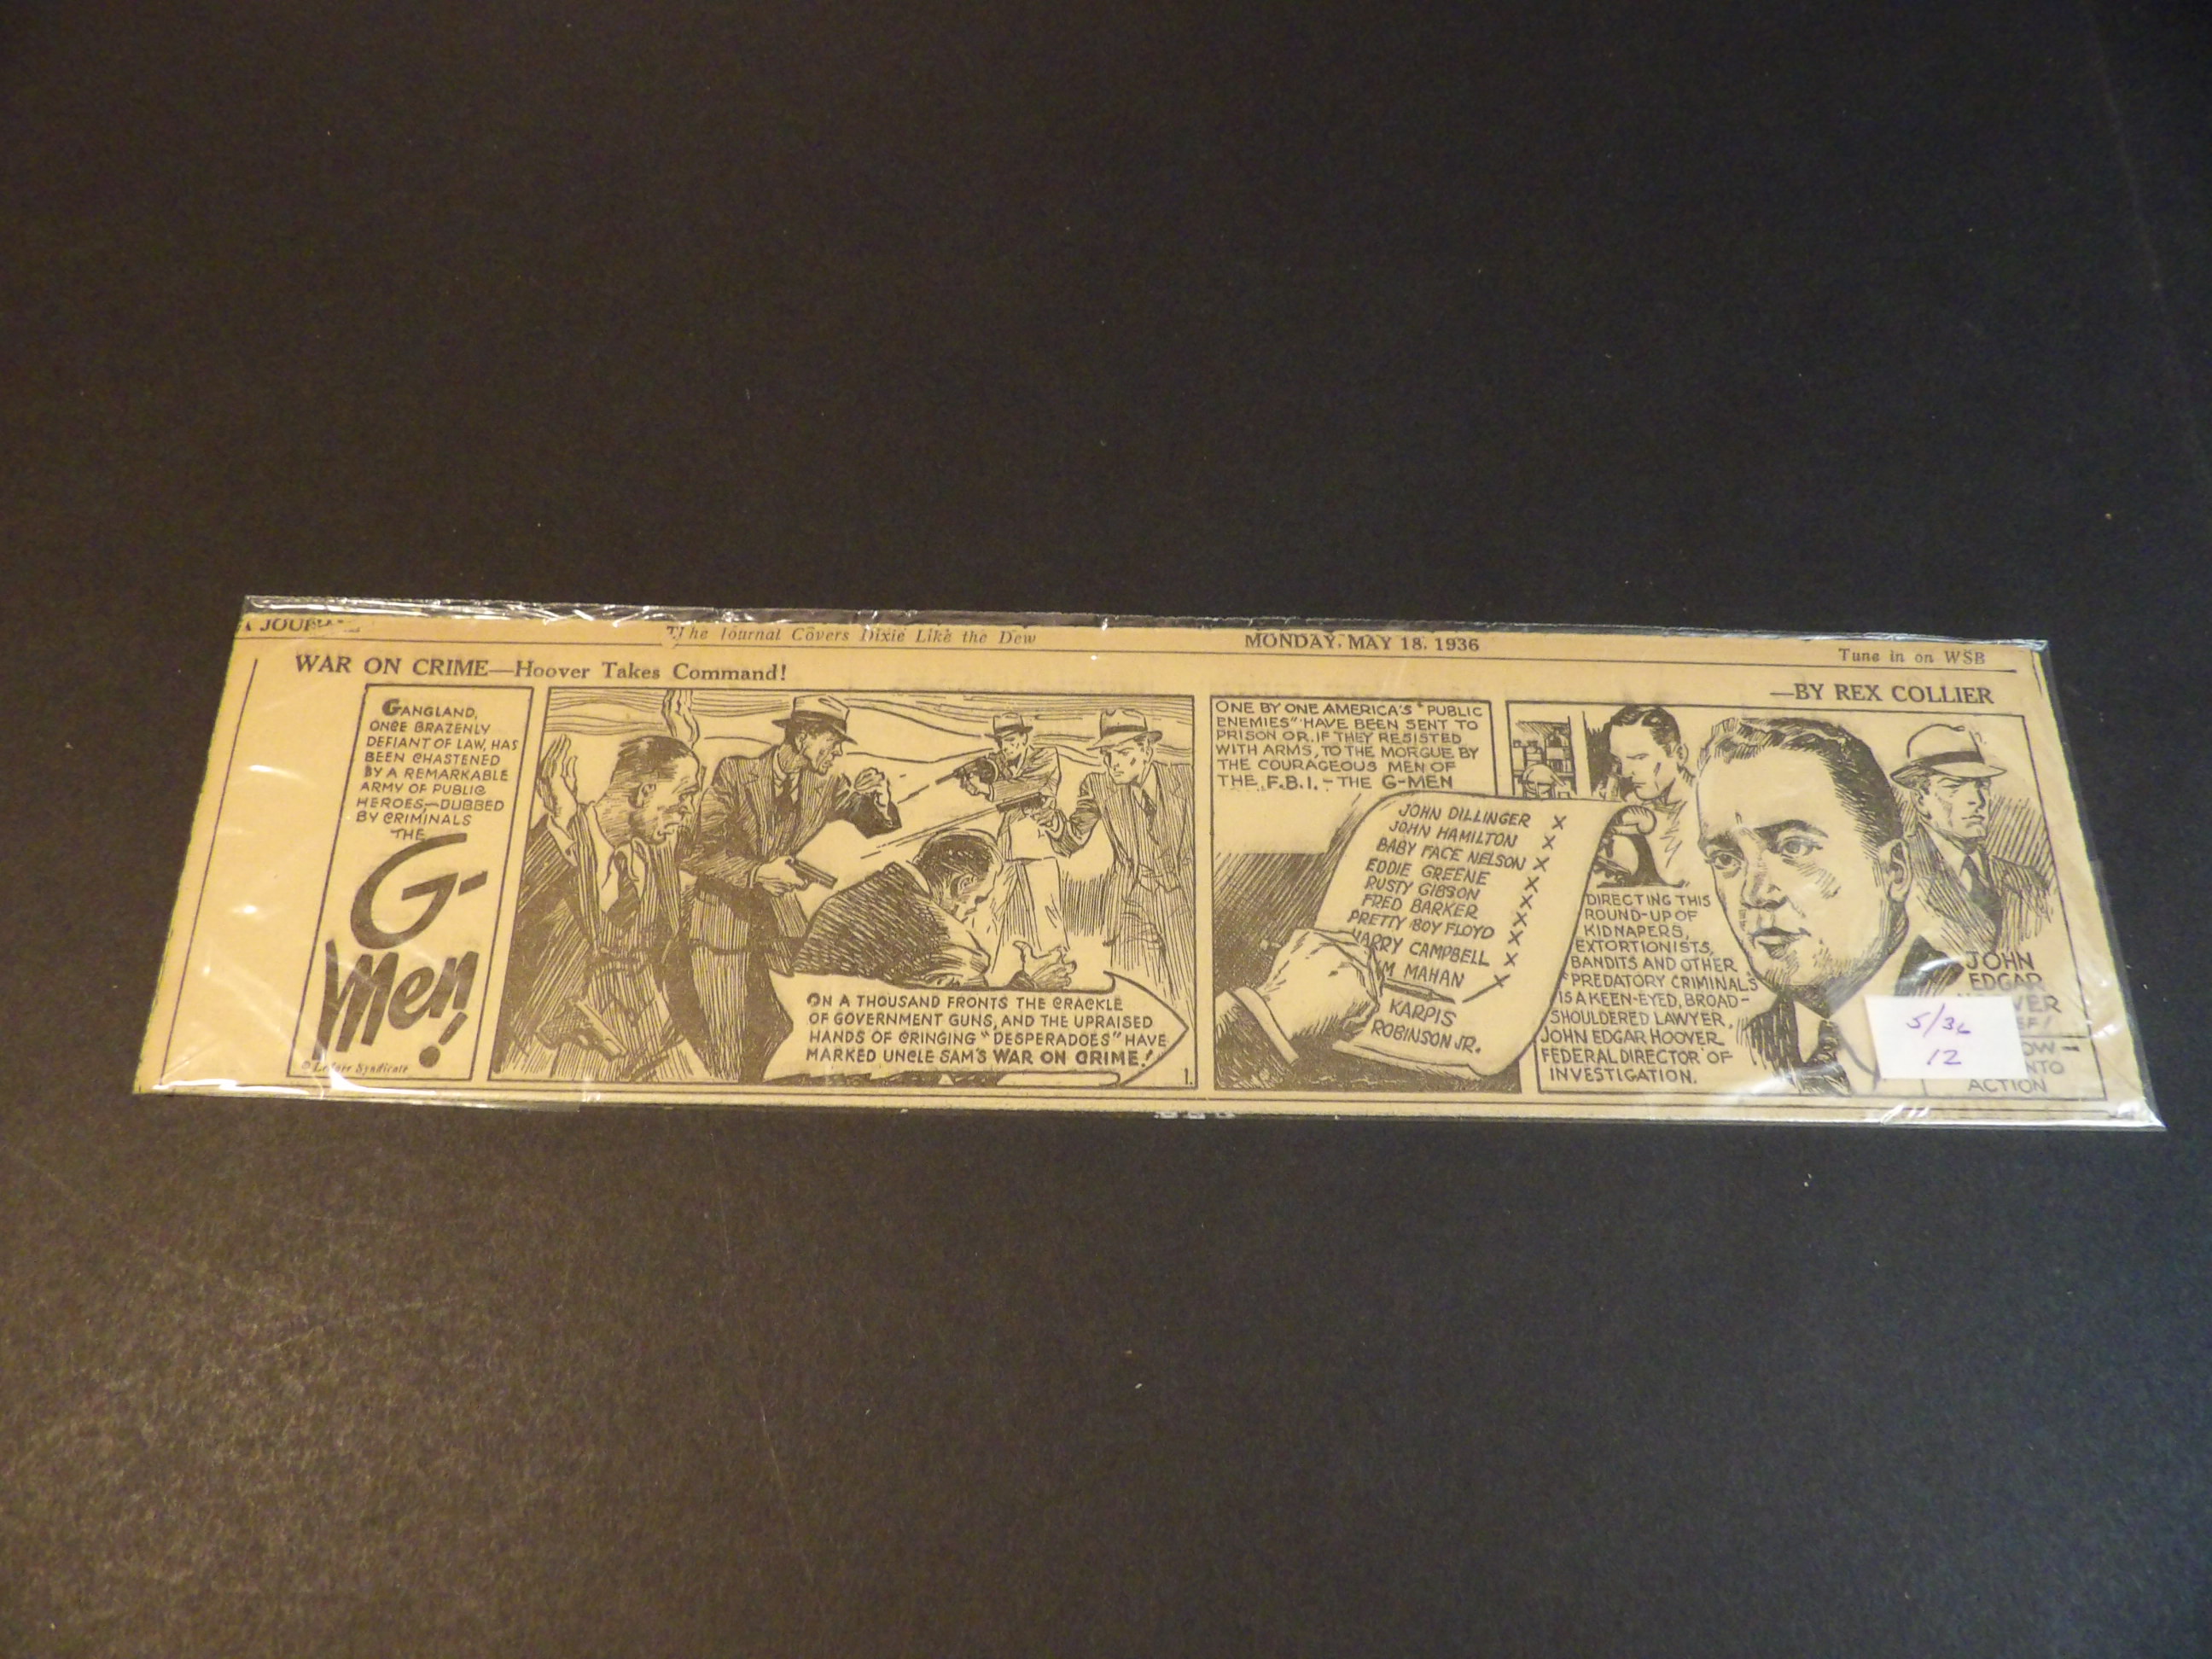 A JOURNAL
The Journal Covers Dixie Like the Dew
MONDAY, MAY 18, 1936
Tune in on WSB
WAR ON CRIME—Hoover Takes Command!
—BY REX COLLIER
GANGLAND,
ONCE BRAZENLY
DEFIANT OF LAW, HAS
BEEN CHASTENED
BY A REMARKABLE
ARMY OF PUBLIC
HEROES,—DUBBED
BY CRIMINALS
THE
G-
Men!
© Ledger Syndicate
ON A THOUSAND FRONTS THE CRACKLE
OF GOVERNMENT GUNS, AND THE UPRAISED
HANDS OF CRINGING "DESPERADOES" HAVE
MARKED UNCLE SAM'S WAR ON CRIME!
1.
ONE BY ONE AMERICA'S "PUBLIC
ENEMIES" HAVE BEEN SENT TO
PRISON OR, IF THEY RESISTED
WITH ARMS, TO THE MORGUE BY
THE COURAGEOUS MEN OF
THE F.B.I. – THE G-MEN
JOHN DILLINGER X
JOHN HAMILTON X
BABY FACE NELSON X
EDDIE GREENE X
RUSTY GIBSON X
FRED BARKER X
PRETTY BOY FLOYD X
HARRY CAMPBELL X
M MAHAN X
KARPIS
ROBINSON JR.
DIRECTING THIS
ROUND-UP OF
KIDNAPERS,
EXTORTIONISTS,
BANDITS AND OTHER
"PREDATORY CRIMINALS"
IS A KEEN-EYED, BROAD-
SHOULDERED LAWYER,
JOHN EDGAR HOOVER
FEDERAL DIRECTOR OF
INVESTIGATION.
JOHN
EDGAR
VER
EF!
OW—
NTO
ACTION
5/36
12